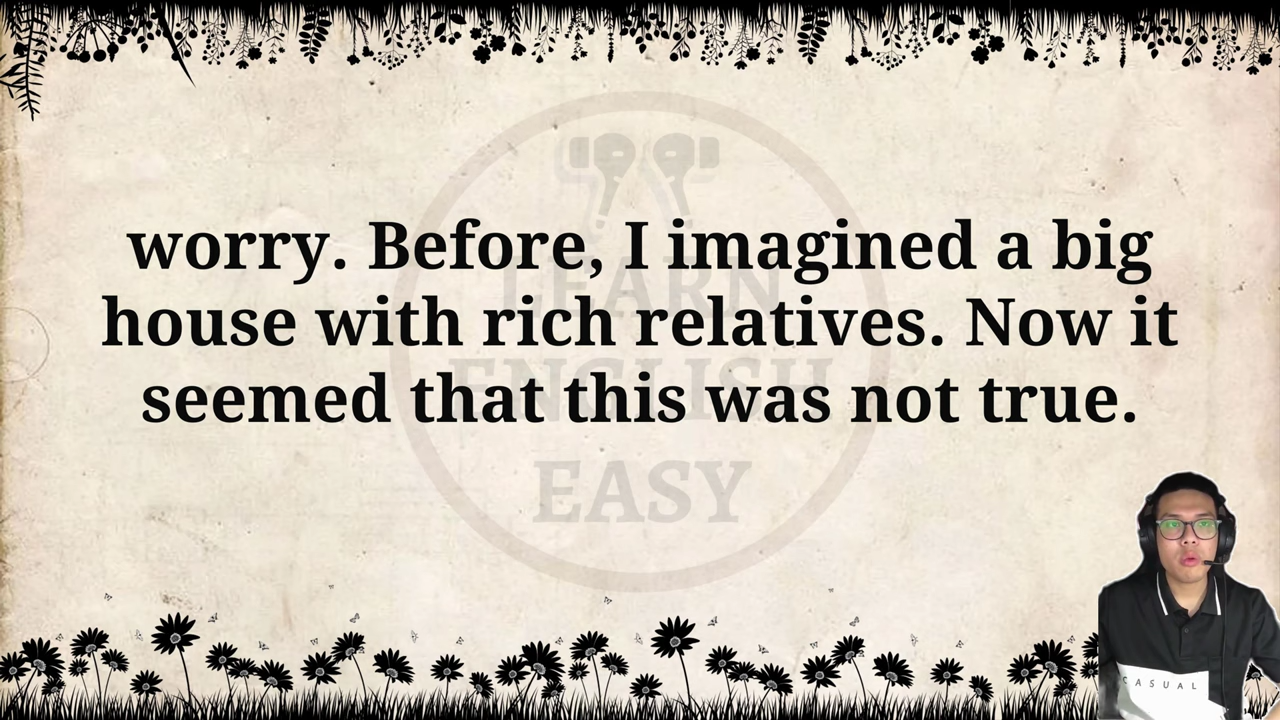 worry. Before, I imagined a big
house with rich relatives. Now it
seemed that this was not true.
LEARN
ENGLISH
EASY
CASUAL